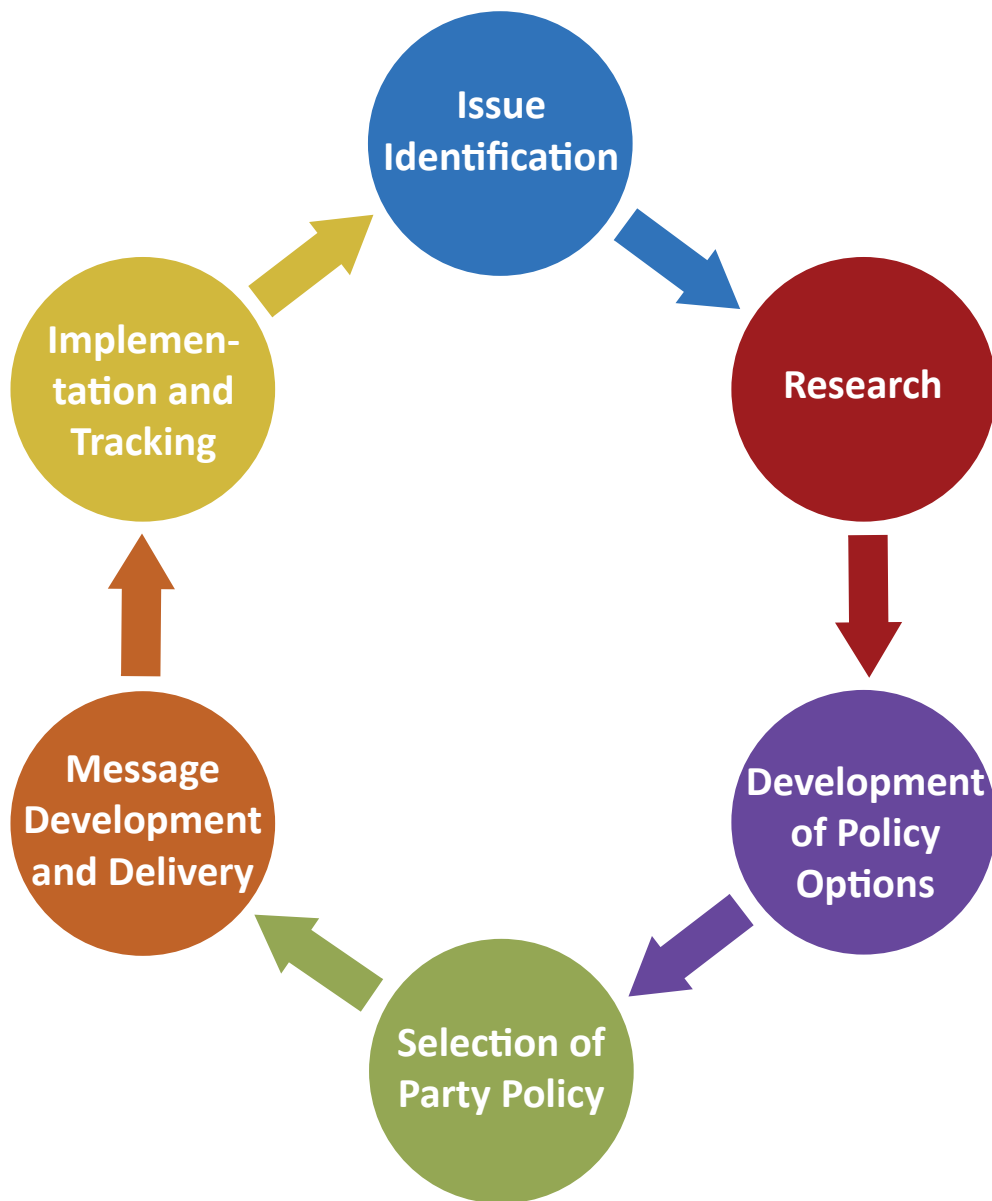 Issue
Identification
Research
Development
of Policy
Options
Selection of
Party Policy
Message
Development
and Delivery
Implemen-
tation and
Tracking